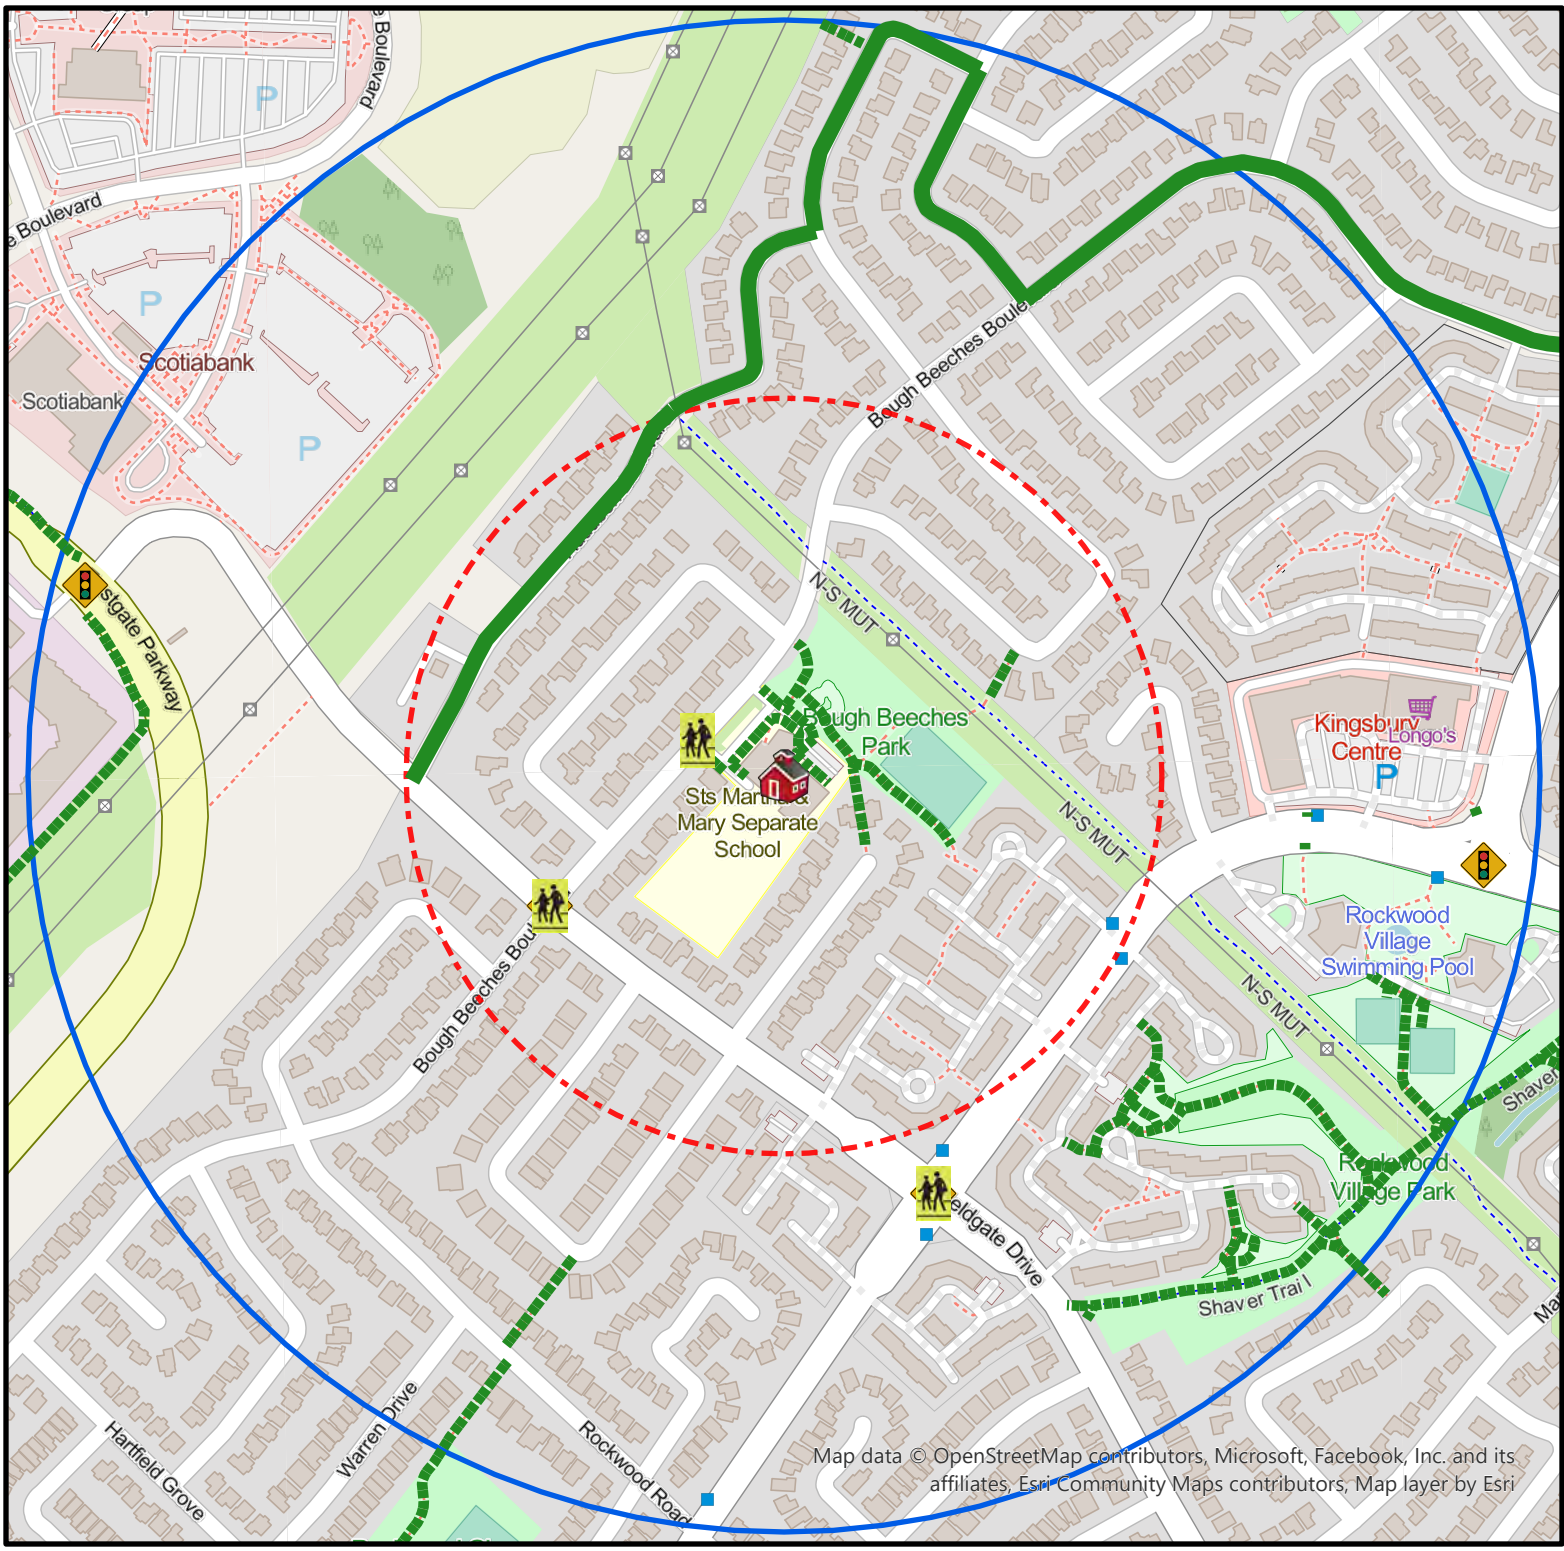 Boulevard
P
e Boulevard
P
Scotiabank
Scotiabank
P
Bough Beeches Boule
stgate Parkway
N-S MUT
Bough Beeches
Park
Kingsbury
Centre
Longo's
P
Sts Martha &
Mary Separate
School
N-S MUT
Rockwood
Village
Swimming Pool
Bough Beeches Boul
N-S MUT
Shaver
Rockwood
Village Park
eldgate Drive
Shaver Trail
Ma
Warren Drive
Hartfield Grove
Rockwood Road
Map data © OpenStreetMap contributors, Microsoft, Facebook, Inc. and its
affiliates, Esri Community Maps contributors, Map layer by Esri